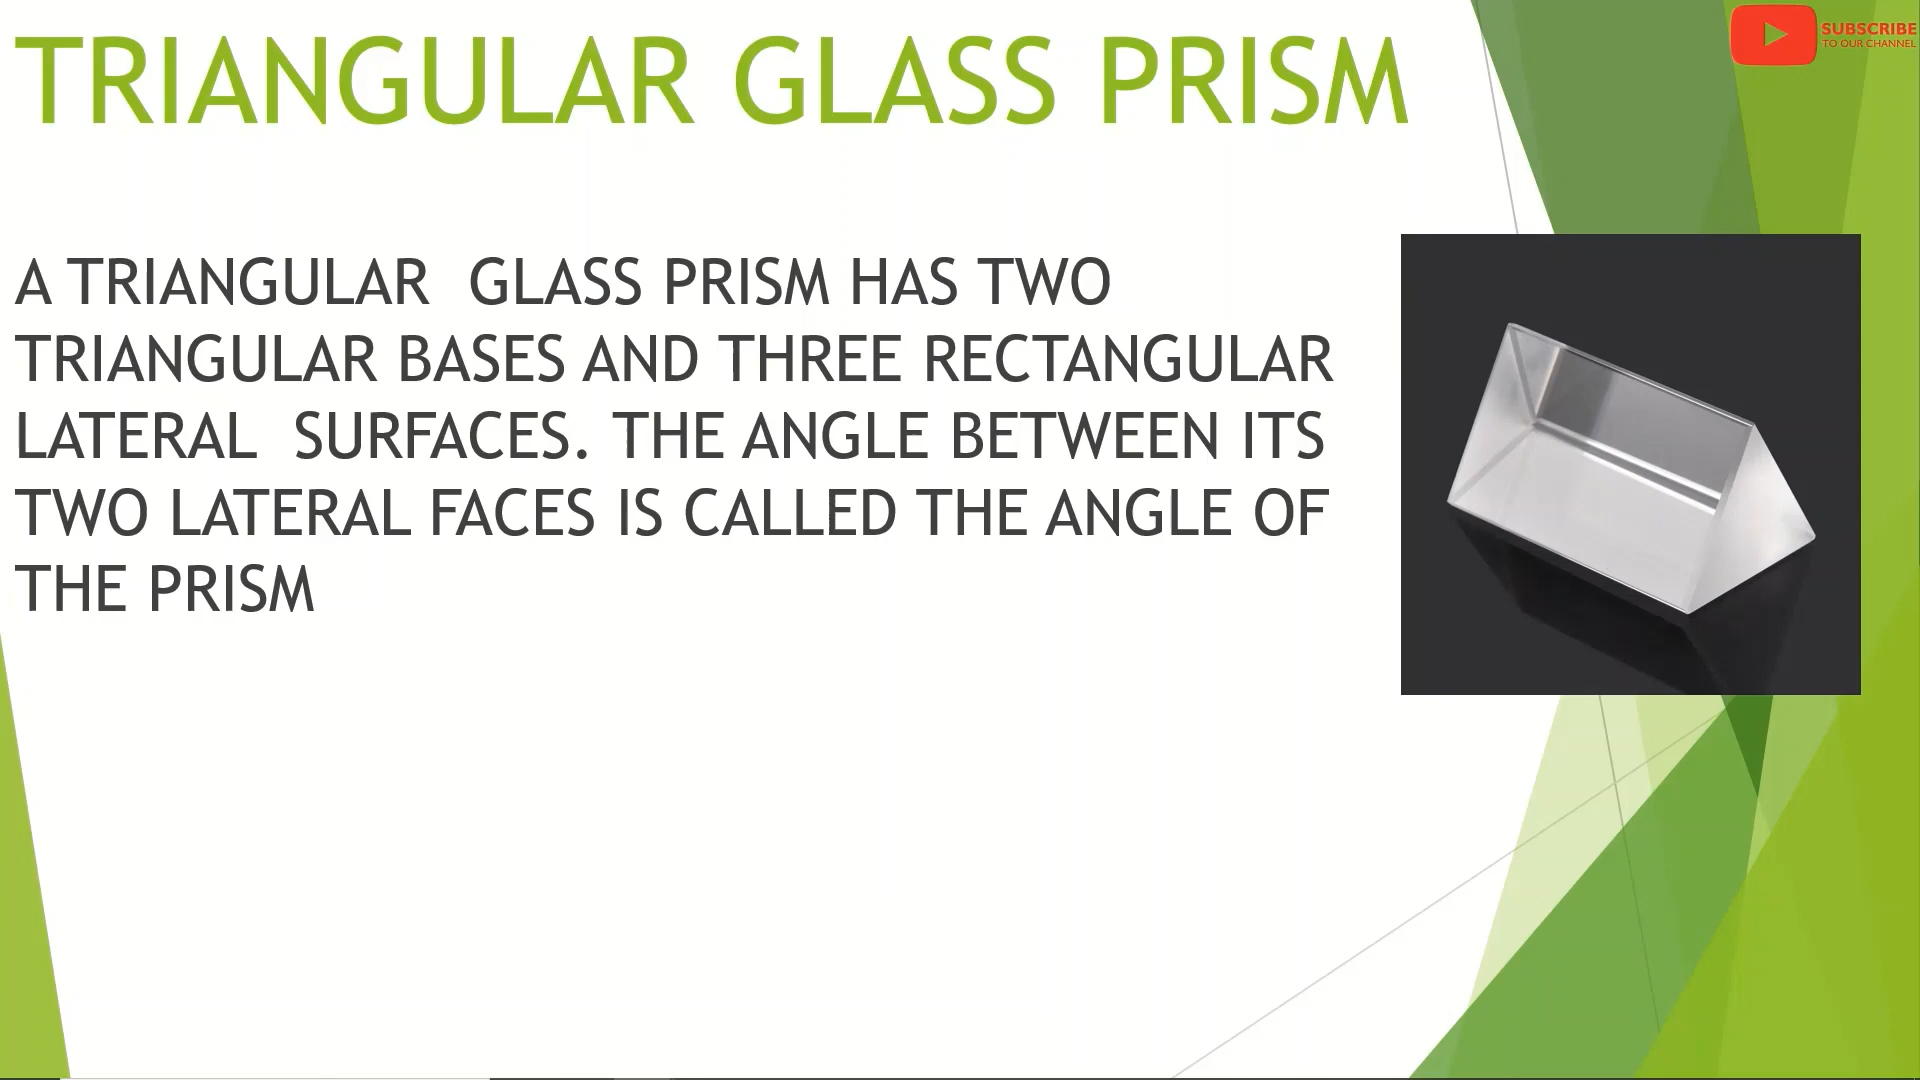 TRIANGULAR GLASS PRISM
SUBSCRIBE
TO OUR CHANNEL
A TRIANGULAR GLASS PRISM HAS TWO
TRIANGULAR BASES AND THREE RECTANGULAR
LATERAL SURFACES. THE ANGLE BETWEEN ITS
TWO LATERAL FACES IS CALLED THE ANGLE OF
THE PRISM